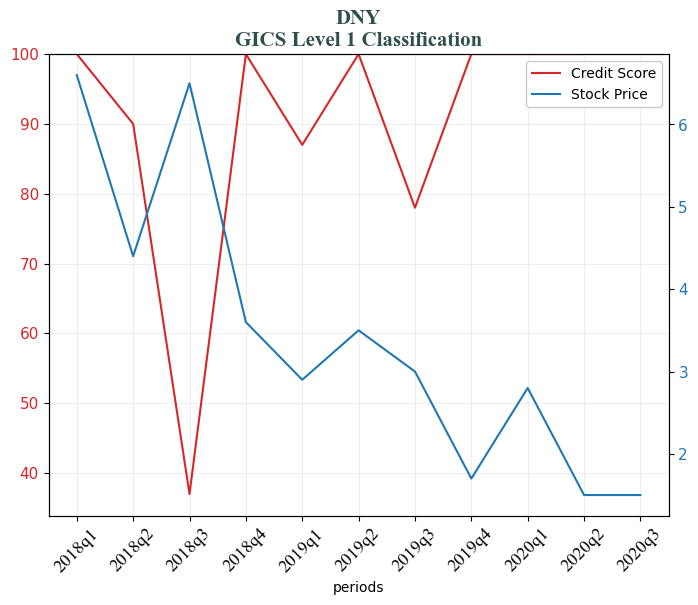 DNY
GICS Level 1 Classification
100
90
80
70
60
50
40
6
5
4
3
2
Credit Score
Stock Price
2018q1
2018q2
2018q3
2018q4
2019q1
2019q2
2019q3
2019q4
2020q1
2020q2
2020q3
periods